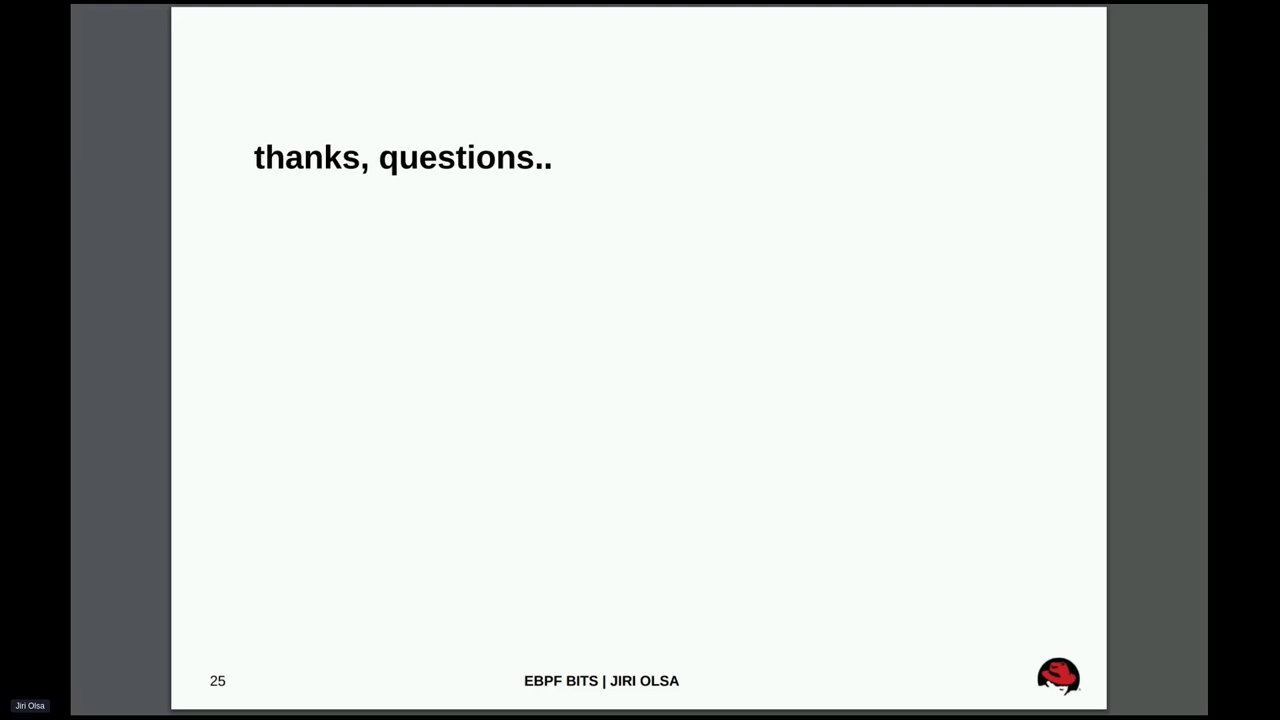 thanks, questions..
25
EBPF BITS | JIRI OLSA
Jiri Olsa